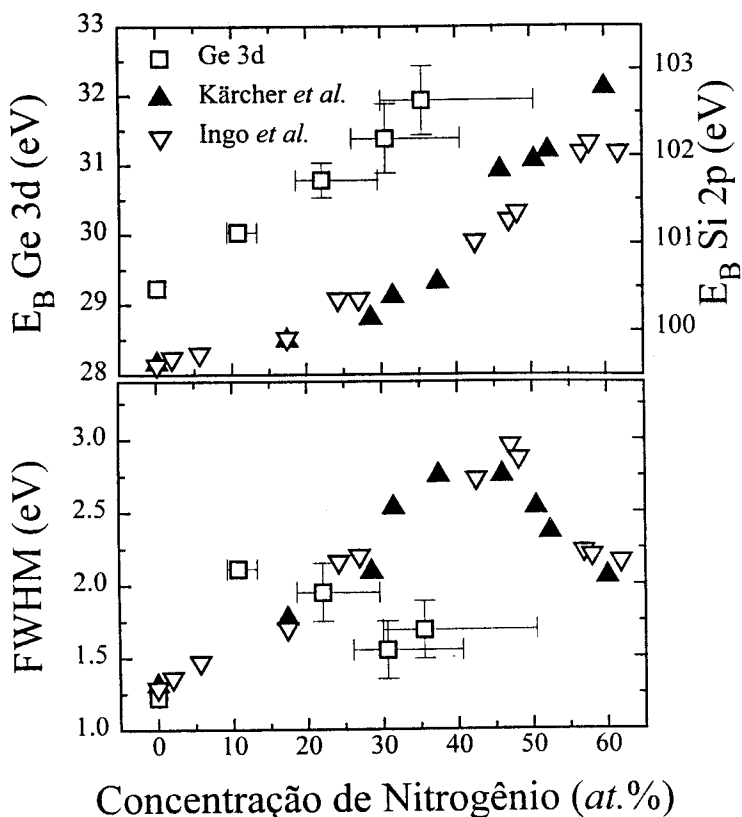 33
32
31
30
29
28
E_B Ge 3d (eV)
Ge 3d
Kärcher et al.
Ingo et al.
103
102
101
100
E_B Si 2p (eV)
3.0
2.5
2.0
1.5
1.0
FWHM (eV)
0 10 20 30 40 50 60
Concentração de Nitrogênio (at.%)